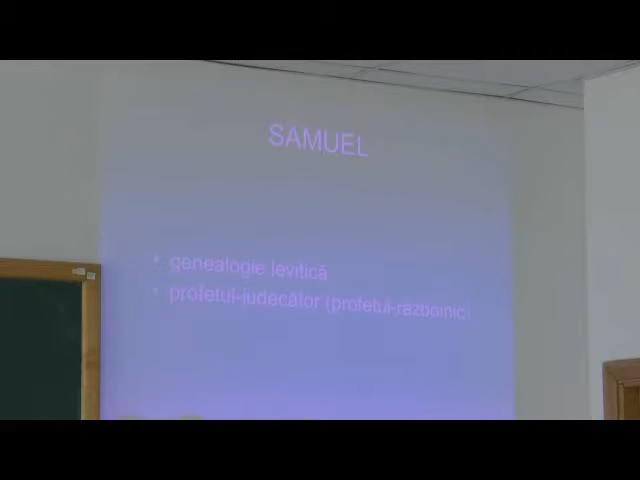 SAMUEL
• genealogie levitică
• profetul-judecător (profetul-razboinic)